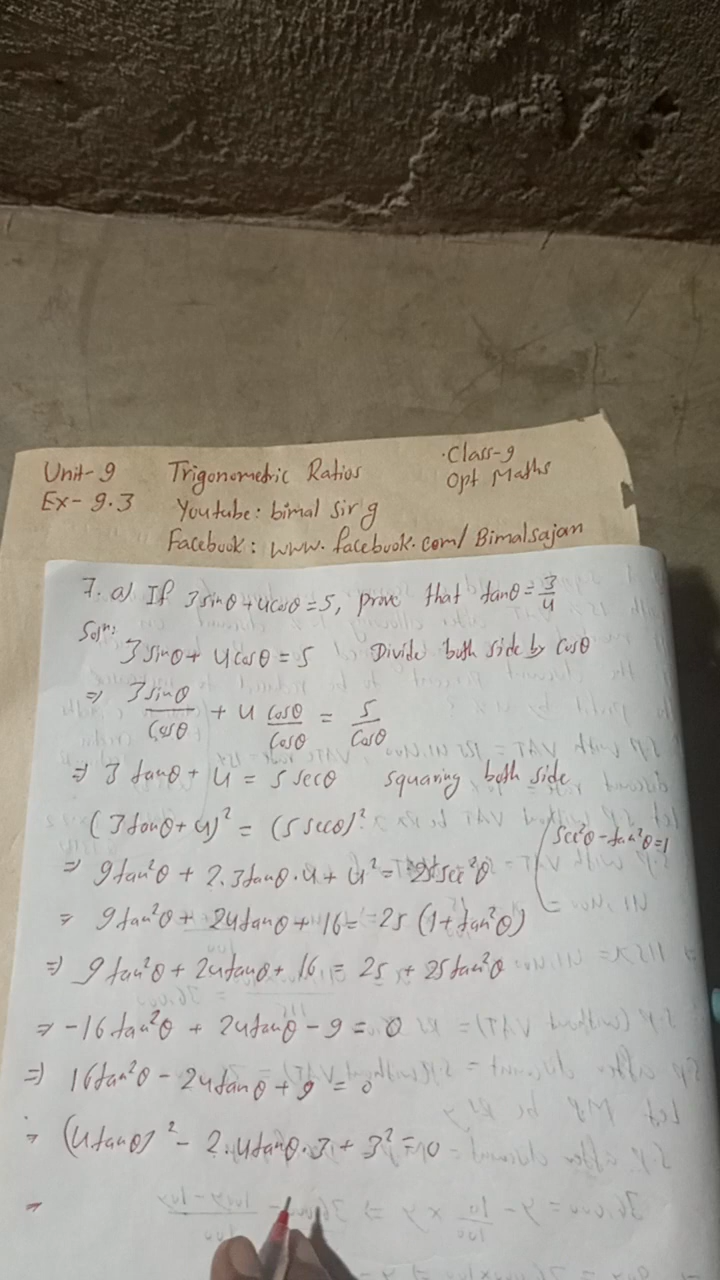 Unit-9 Trigonometric Ratios Class-9
Ex-9.3 Youtube: bimal sir g Opt Maths
Facebook: www.facebook.com/Bimalsajan
7. a) If 3sinθ+4cosθ=5, prove that tanθ=3/4
Solⁿ:
3sinθ+4cosθ=5 Divide both side by Cosθ
⇒ 3sinθ/Cosθ + 4 Cosθ/Cosθ = 5/Cosθ
⇒ 3 tanθ+4 = 5 secθ squaring both side
(3tanθ+4)² = (5 secθ)²
Sec²θ-tan²θ=1
⇒ 9tan²θ + 2.3tanθ.4+4² = 25sec²θ
⇒ 9tan²θ + 24tanθ+16 = 25 (1+tan²θ)
⇒ 9tan²θ+24tanθ+16 = 25 + 25tan²θ
⇒ -16tan²θ + 24tanθ-9 = 0
⇒ 16tan²θ - 24tanθ+9 = 0
⇒ (4tanθ)² - 2.4tanθ.3+3²=0